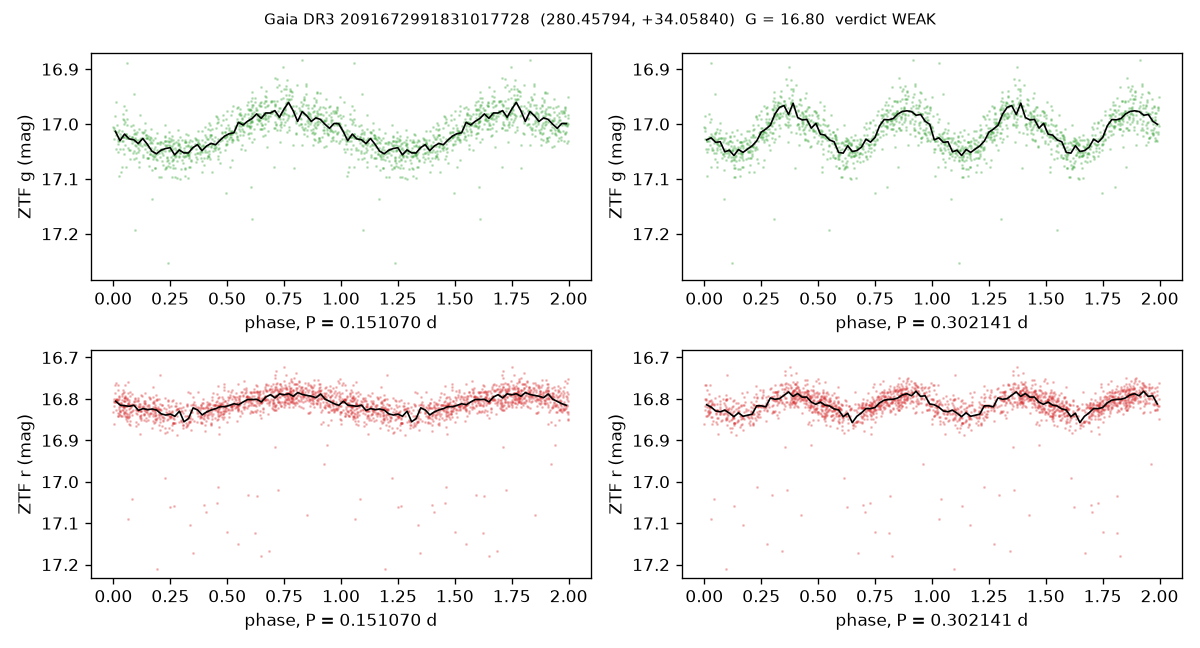 Gaia DR3 2091672991831017728 (280.45794, +34.05840) G = 16.80 verdict WEAK
ZTF g (mag)
16.9
17.0
17.1
17.2
0.00 0.25 0.50 0.75 1.00 1.25 1.50 1.75 2.00
phase, P = 0.151070 d
ZTF g (mag)
16.9
17.0
17.1
17.2
0.00 0.25 0.50 0.75 1.00 1.25 1.50 1.75 2.00
phase, P = 0.302141 d
ZTF r (mag)
16.7
16.8
16.9
17.0
17.1
17.2
0.00 0.25 0.50 0.75 1.00 1.25 1.50 1.75 2.00
phase, P = 0.151070 d
ZTF r (mag)
16.7
16.8
16.9
17.0
17.1
17.2
0.00 0.25 0.50 0.75 1.00 1.25 1.50 1.75 2.00
phase, P = 0.302141 d